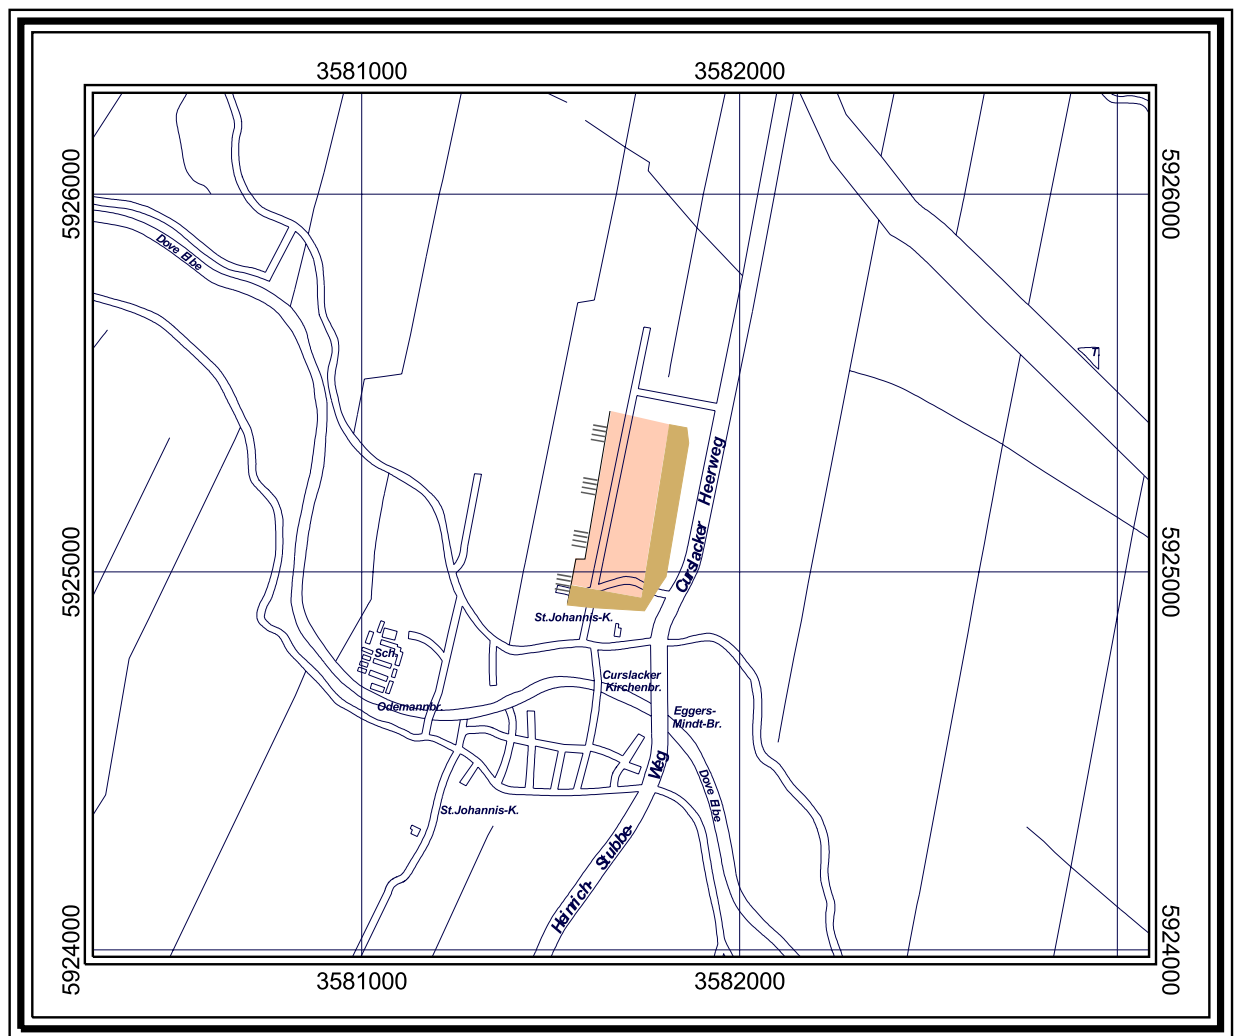 3581000
3582000
5926000
5926000
Dove Elbe
T
Heerweg
Curslacker
5925000
5925000
St.Johannis-K.
Sch.
Curslacker
Kirchenbr.
Odemannbr.
Eggers-
Mindt-Br.
Weg
Dove Elbe
St.Johannis-K.
Stubbe-
Heinrich-
5924000
5924000
3581000
3582000